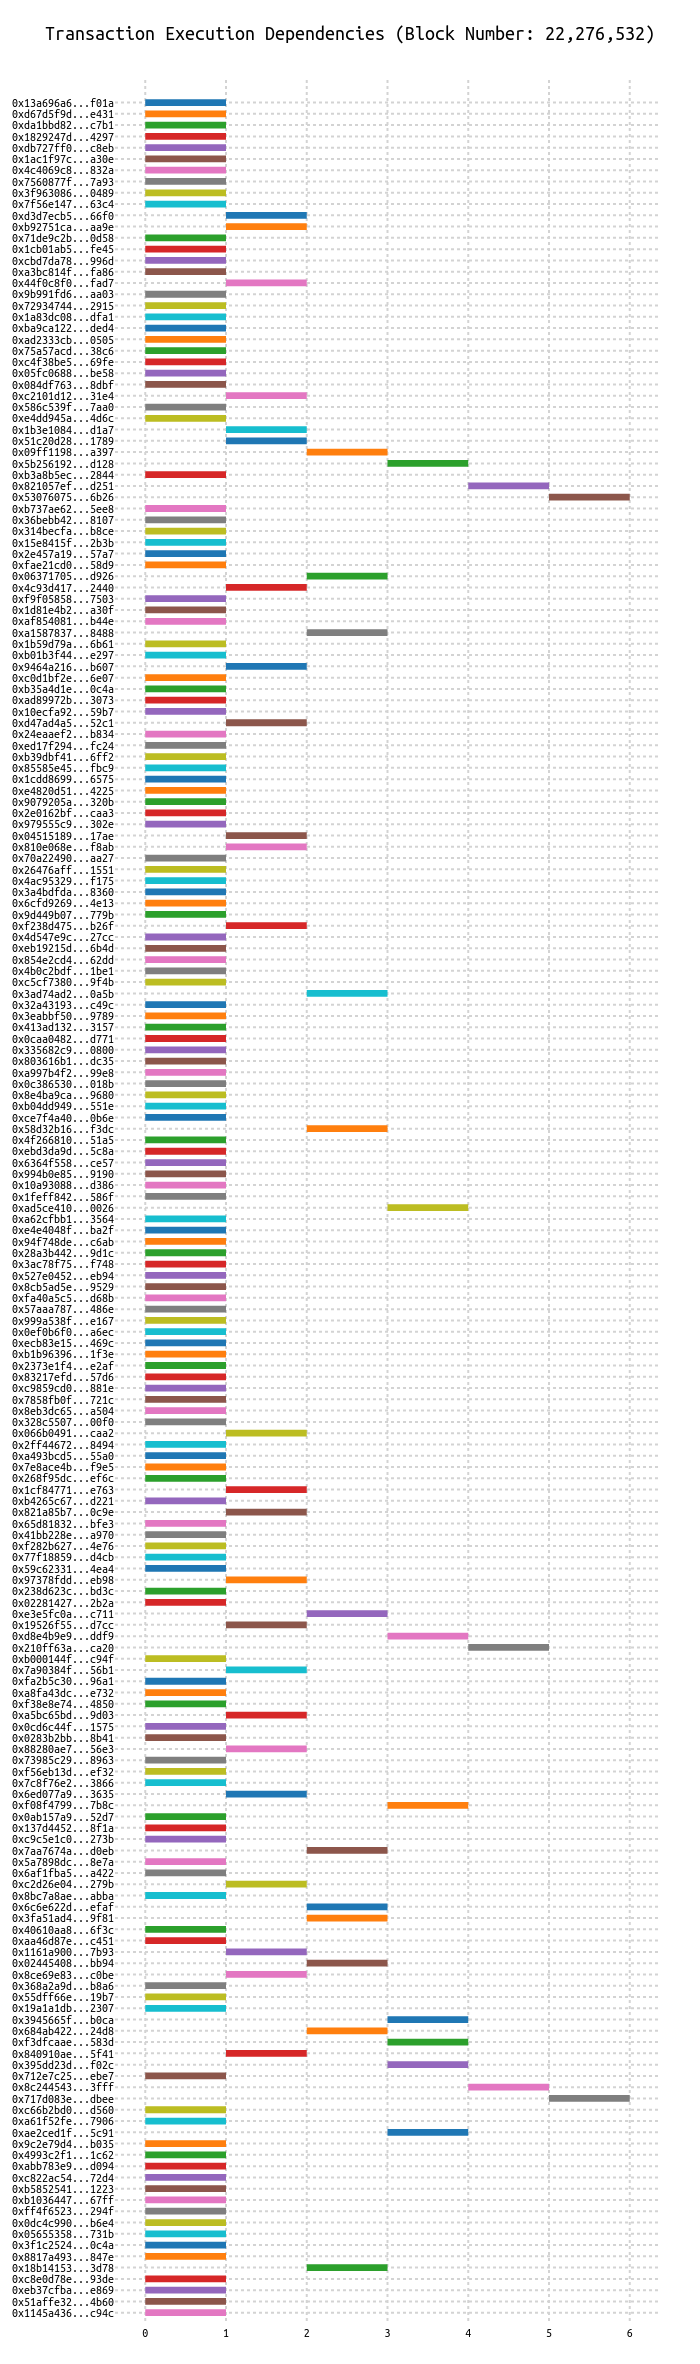 Transaction Execution Dependencies (Block Number: 22,276,532)
0x13a696a6...f01a
0xd67d5f9d...e431
0xda1bbd82...c7b1
0x1829247d...4297
0xdb727ff0...c8eb
0x1ac1f97c...a30e
0x4c4069c8...832a
0x7560877f...7a93
0x3f963086...0489
0x7f56e147...63c4
0xd3d7ecb5...66f0
0xb92751ca...aa9e
0x71de9c2b...0d58
0x1cb01ab5...fe45
0xcbd7da78...996d
0xa3bc814f...fa86
0x44f0c8f0...fad7
0x9b991fd6...aa03
0x72934744...2915
0x1a83dc08...dfa1
0xba9ca122...ded4
0xad2333cb...0505
0x75a57acd...38c6
0xc4f38be5...69fe
0x05fc0688...be58
0x084df763...8dbf
0xc2101d12...31e4
0x586c539f...7aa0
0xe4dd945a...4d6c
0x1b3e1084...d1a7
0x51c20d28...1789
0x09ff1198...a397
0x5b256192...d128
0xb3a8b5ec...2844
0x821057ef...d251
0x53076075...6b26
0xb737ae62...5ee8
0x36bebb42...8107
0x314becfa...b8ce
0x15e8415f...2b3b
0x2e457a19...57a7
0xfae21cd0...58d9
0x06371705...d926
0x4c93d417...2440
0xf9f05858...7503
0x1d81e4b2...a30f
0xaf854081...b44e
0xa1587837...8488
0x1b59d79a...6b61
0xb01b3f44...e297
0x9464a216...b607
0xc0d1bf2e...6e07
0xb35a4d1e...0c4a
0xad89972b...3073
0x10ecfa92...59b7
0xd47ad4a5...52c1
0x24eaaef2...b834
0xed17f294...fc24
0xb39dbf41...6ff2
0x85585e45...fbc9
0x1cdd8699...6575
0xe4820d51...4225
0x9079205a...320b
0x2e0162bf...caa3
0x979555c9...302e
0x04515189...17ae
0x810e068e...f8ab
0x70a22490...aa27
0x26476aff...1551
0x4ac95329...f175
0x3a4bdfda...8360
0x6cfd9269...4e13
0x9d449b07...779b
0xf238d475...b26f
0x4d547e9c...27cc
0xeb19215d...6b4d
0x854e2cd4...62dd
0x4b0c2bdf...1be1
0xc5cf7380...9f4b
0x3ad74ad2...0a5b
0x32a43193...c49c
0x3eabbf50...9789
0x413ad132...3157
0x0caa0482...d771
0x335682c9...0800
0x803616b1...dc35
0xa997b4f2...99e8
0x0c386530...018b
0x8e4ba9ca...9680
0xb04dd949...551e
0xce7f4a40...0b6e
0x58d32b16...f3dc
0x4f266810...51a5
0xebd3da9d...5c8a
0x6364f558...ce57
0x994b0e85...9190
0x10a93088...d386
0x1feff842...586f
0xad5ce410...0026
0xa62cfbb1...3564
0xe4e4048f...ba2f
0x94f748de...c6ab
0x28a3b442...9d1c
0x3ac78f75...f748
0x527e0452...eb94
0x8cb5ad5e...9529
0xfa40a5c5...d68b
0x57aaa787...486e
0x999a538f...e167
0x0ef0b6f0...a6ec
0xecb83e15...469c
0xb1b96396...1f3e
0x2373e1f4...e2af
0x83217efd...57d6
0xc9859cd0...881e
0x7858fb0f...721c
0x8eb3dc65...a504
0x328c5507...00f0
0x066b0491...caa2
0x2ff44672...8494
0xa493bcd5...55a0
0x7e8ace4b...f9e5
0x268f95dc...ef6c
0x1cf84771...e763
0xb4265c67...d221
0x821a85b7...0c9e
0x65d81832...bfe3
0x41bb228e...a970
0xf282b627...4e76
0x77f18859...d4cb
0x59c62331...4ea4
0x97378fdd...eb98
0x238d623c...bd3c
0x02281427...2b2a
0xe3e5fc0a...c711
0x19526f55...d7cc
0xd8e4b9e9...ddf9
0x210ff63a...ca20
0xb000144f...c94f
0x7a90384f...56b1
0xfa2b5c30...96a1
0xa8fa43dc...e732
0xf38e8e74...4850
0xa5bc65bd...9d03
0x0cd6c44f...1575
0x0283b2bb...8b41
0x88280ae7...56e3
0x73985c29...8963
0xf56eb13d...ef32
0x7c8f76e2...3866
0x6ed077a9...3635
0xf08f4799...7b8c
0x0ab157a9...52d7
0x137d4452...8f1a
0xc9c5e1c0...273b
0x7aa7674a...d0eb
0x5a7898dc...8e7a
0x6af1fba5...a422
0xc2d26e04...279b
0x8bc7a8ae...abba
0x6c6e622d...efaf
0x3fa51ad4...9f81
0x40610aa8...6f3c
0xaa46d87e...c451
0x1161a900...7b93
0x02445408...bb94
0x8ce69e83...c0be
0x368a2a9d...b8a6
0x55dff66e...19b7
0x19a1a1db...2307
0x3945665f...b0ca
0x684ab422...24d8
0xf3dfcaae...583d
0x840910ae...5f41
0x395dd23d...f02c
0x712e7c25...ebe7
0x8c244543...3fff
0x717d083e...dbee
0xc66b2bd0...d560
0xa61f52fe...7906
0xae2ced1f...5c91
0x9c2e79d4...b035
0x4993c2f1...1c62
0xabb783e9...d094
0xc822ac54...72d4
0xb5852541...1223
0xb1036447...67ff
0xff4f6523...294f
0x0dc4c990...b6e4
0x05655358...731b
0x3f1c2524...0c4a
0x8817a493...847e
0x18b14153...3d78
0xc8e0d78e...93de
0xeb37cfba...e869
0x51affe32...4b60
0x1145a436...c94c
0 1 2 3 4 5 6